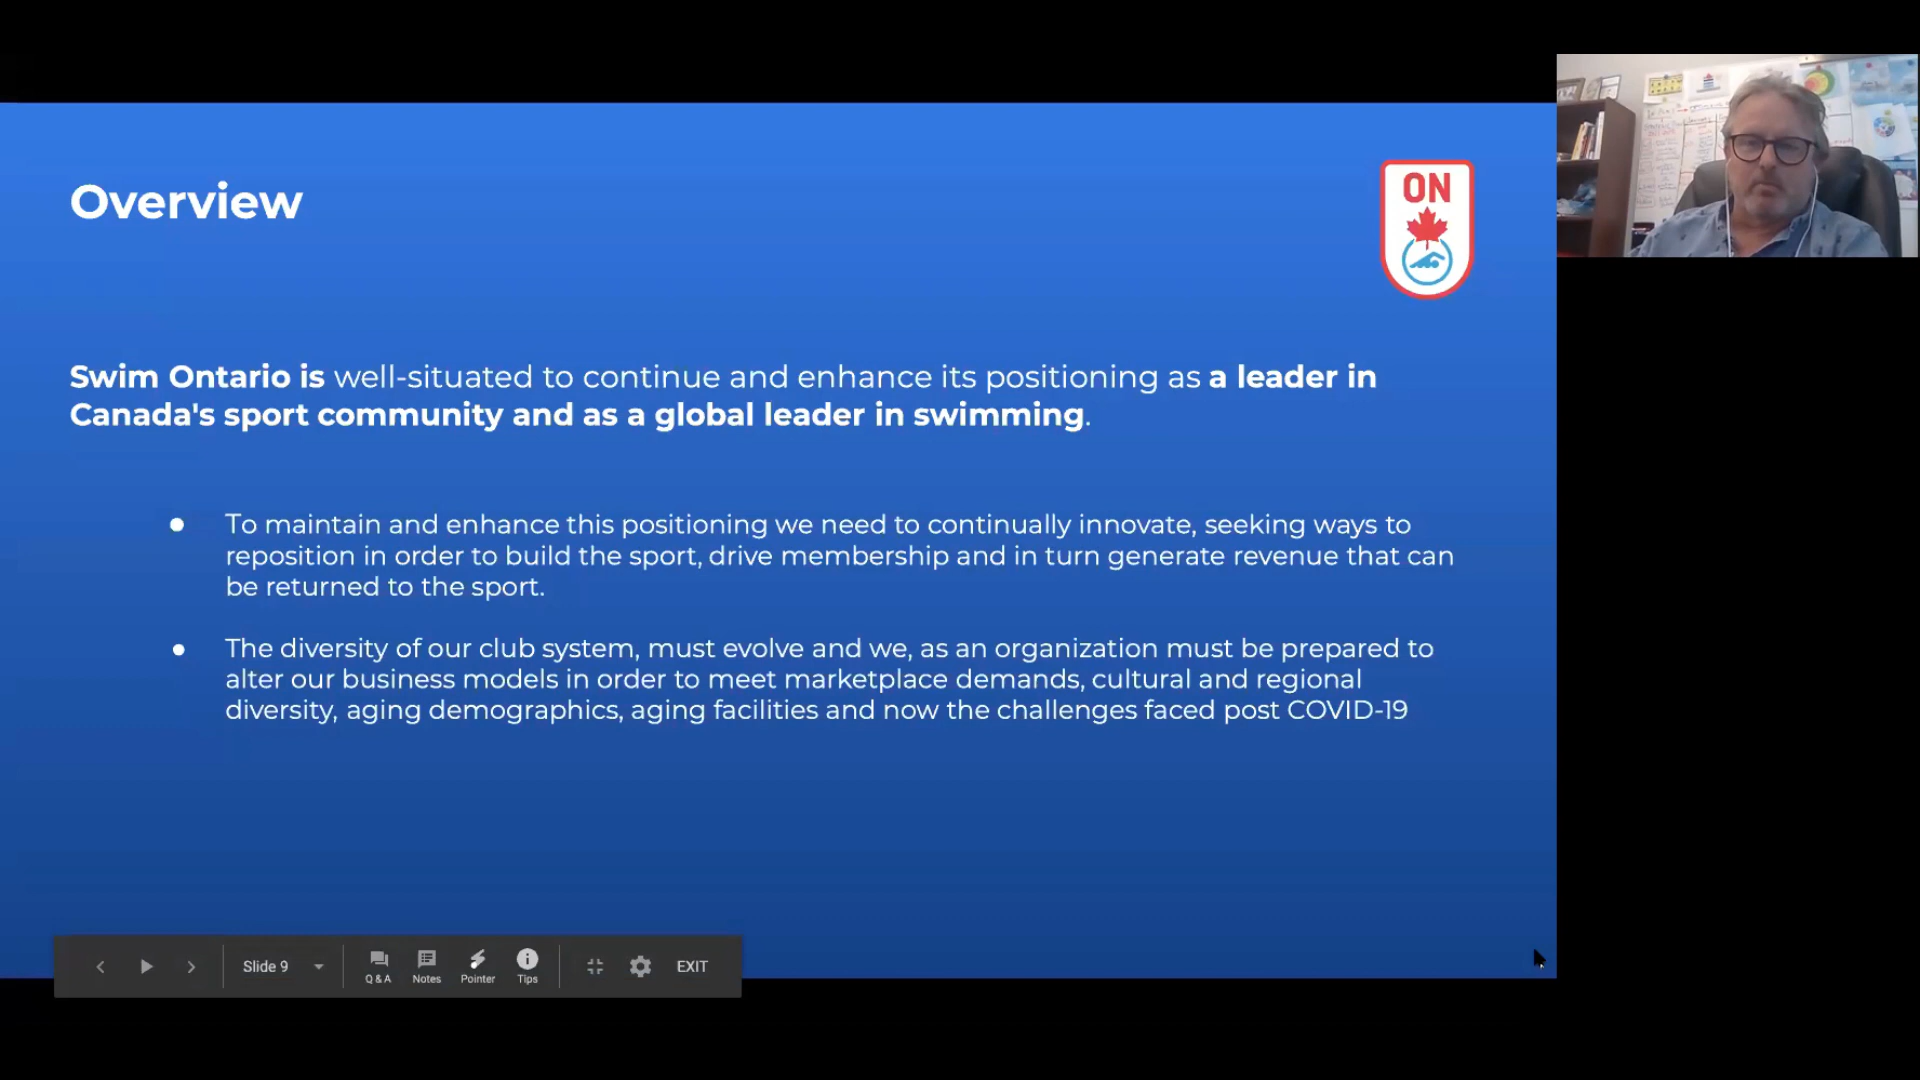 Overview
ON
Swim Ontario is well-situated to continue and enhance its positioning as a leader in
Canada's sport community and as a global leader in swimming.
To maintain and enhance this positioning we need to continually innovate, seeking ways to
reposition in order to build the sport, drive membership and in turn generate revenue that can
be returned to the sport.
The diversity of our club system, must evolve and we, as an organization must be prepared to
alter our business models in order to meet marketplace demands, cultural and regional
diversity, aging demographics, aging facilities and now the challenges faced post COVID-19
Slide 9
Q & A
Notes
Pointer
Tips
EXIT